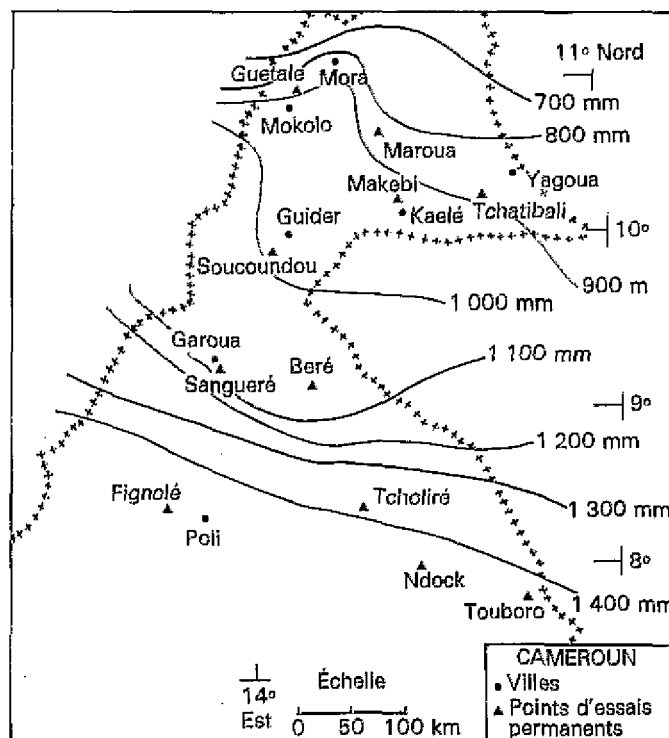 11° Nord
700 mm
Guetale
Mora
800 mm
Mokolo
Maroua
Yagoua
Makebi
Tchatibali
Kaelé
Guider
10°
Soucoundou
900 m
1 000 mm
Garoua
1 100 mm
Sangueré
Beré
9°
1 200 mm
Fignolé
Tcholiré
1 300 mm
Poli
8°
Ndock
Touboro
1 400 mm
14°
Est
Échelle
0 50 100 km
CAMEROUN
Villes
Points d'essais
permanents